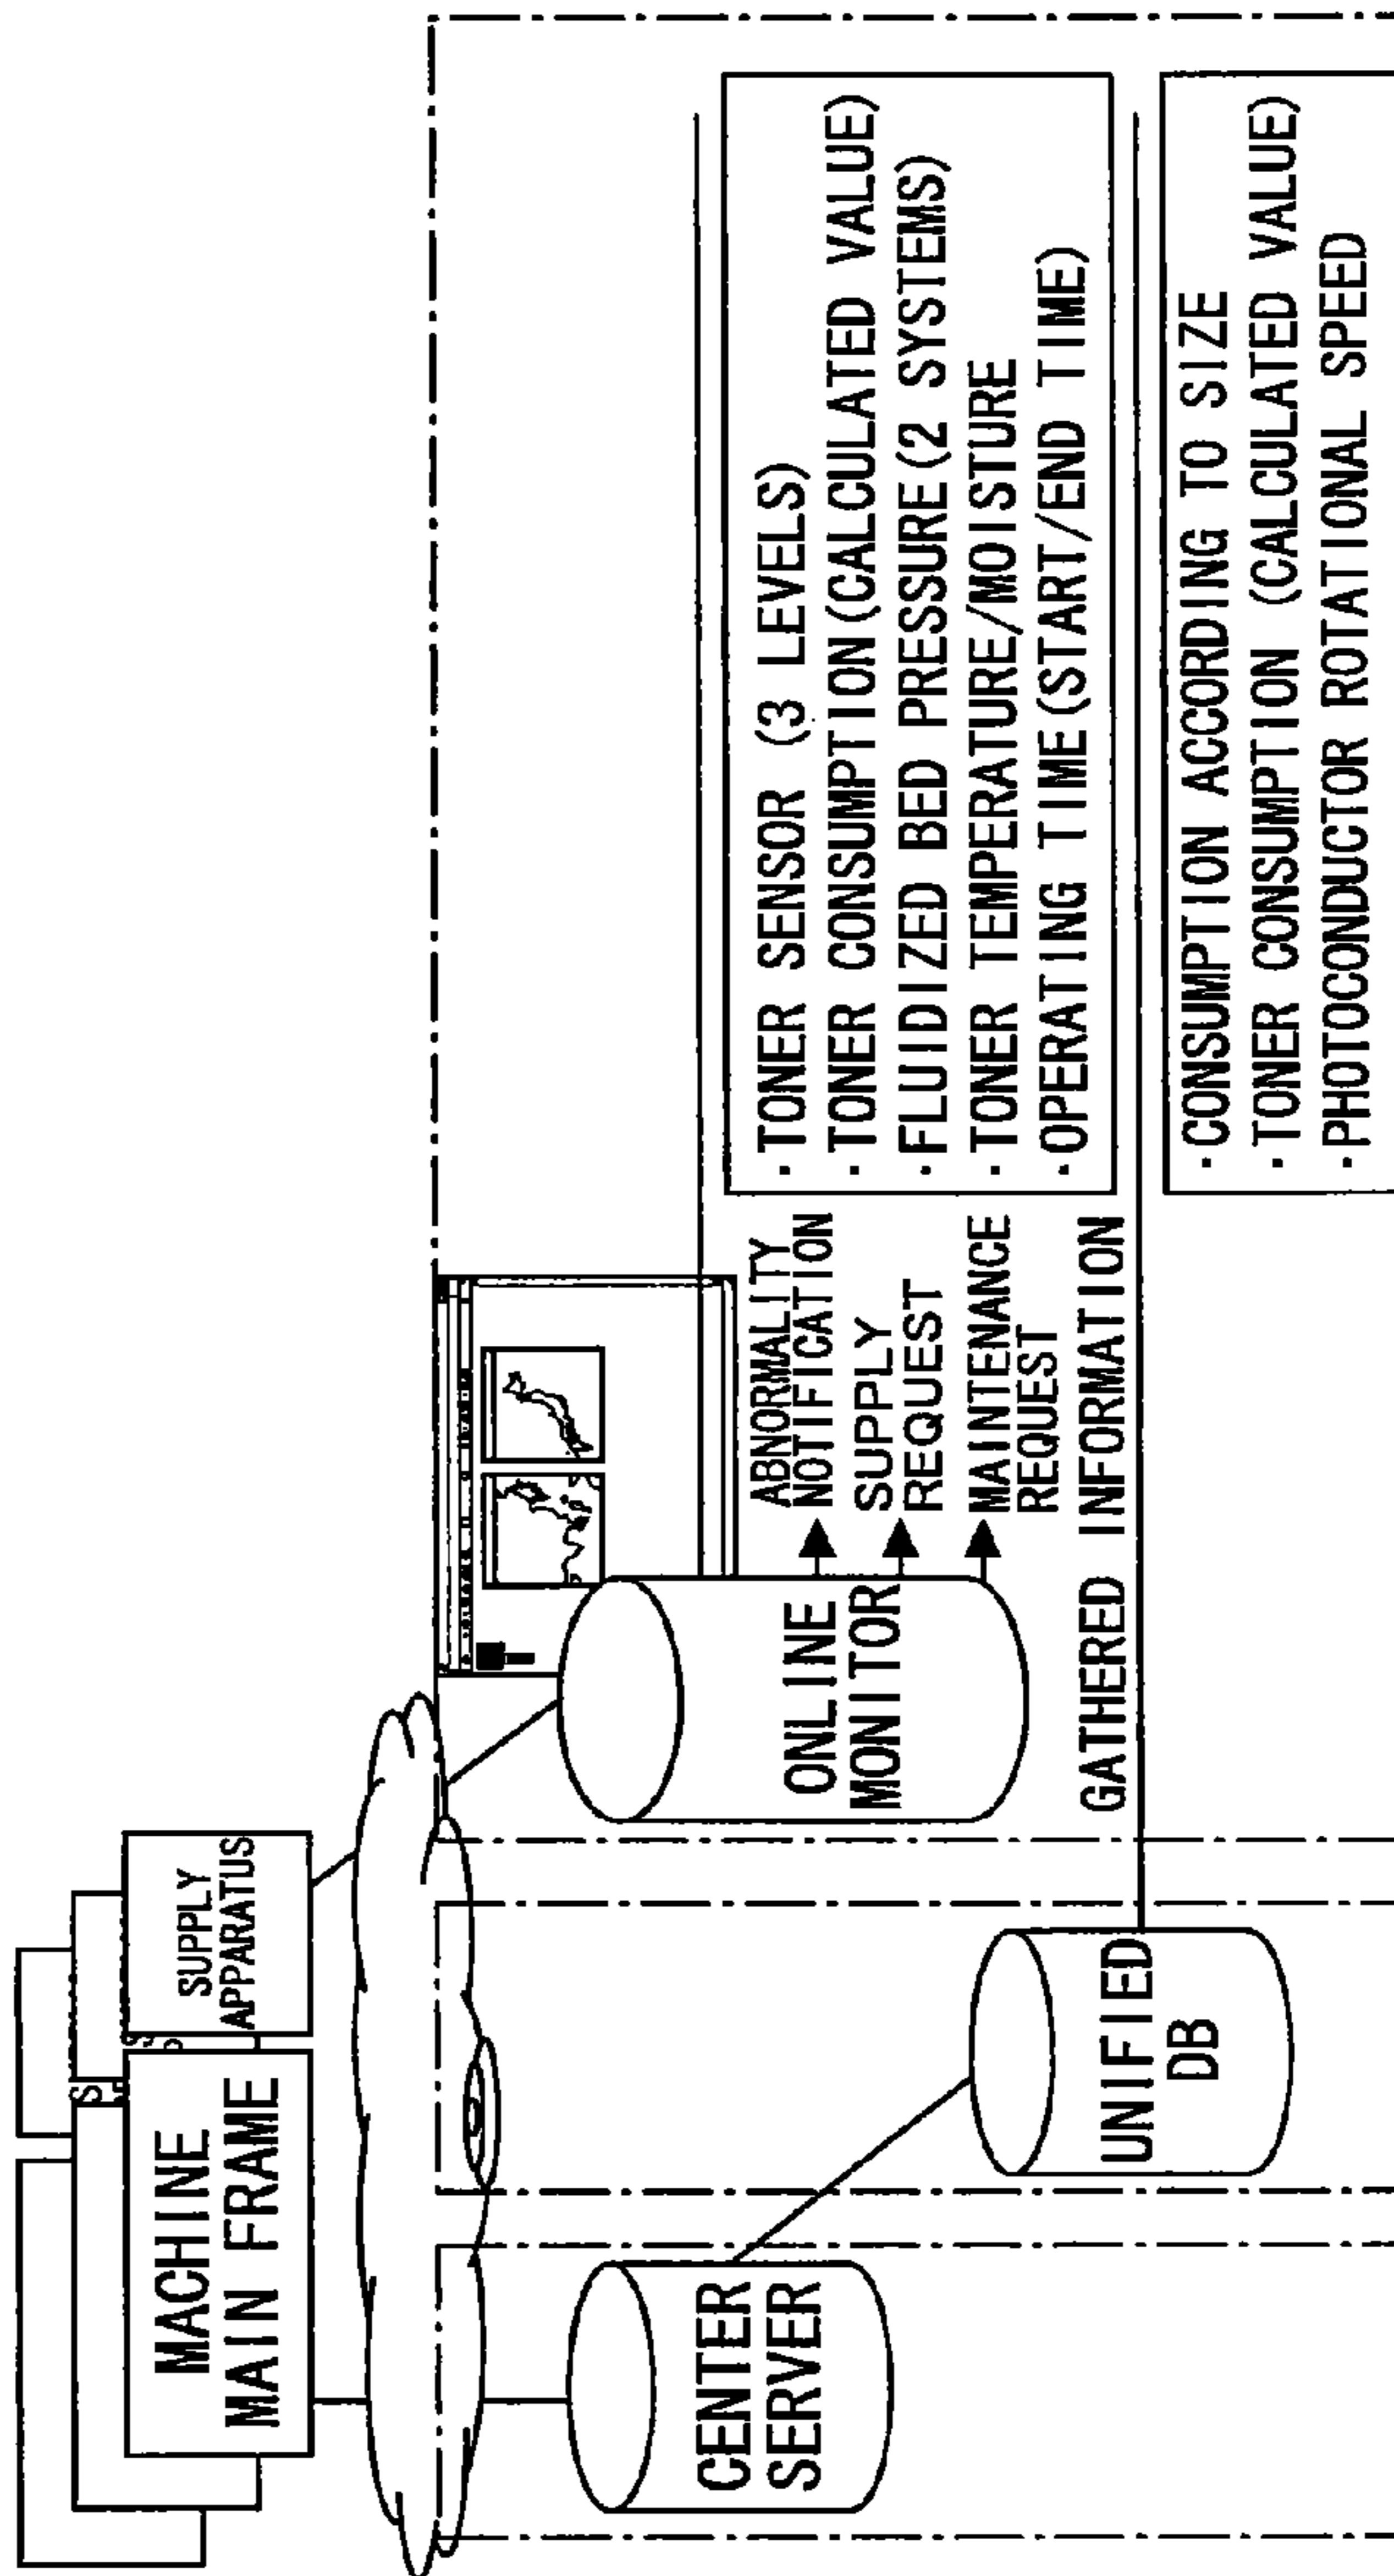 MACHINE
MAIN FRAME
SUPPLY
APPARATUS
S
S
CENTER
SERVER
UNIFIED
DB
ONLINE
MONITOR
ABNORMALITY
NOTIFICATION
SUPPLY
REQUEST
MAINTENANCE
REQUEST
GATHERED INFORMATION
・TONER SENSOR (3 LEVELS)
・TONER CONSUMPTION(CALCULATED VALUE)
・FLUIDIZED BED PRESSURE(2 SYSTEMS)
・TONER TEMPERATURE/MOISTURE
・OPERATING TIME(START/END TIME)
・CONSUMPTION ACCORDING TO SIZE
・TONER CONSUMPTION (CALCULATED VALUE)
・PHOTOCONDUCTOR ROTATIONAL SPEED